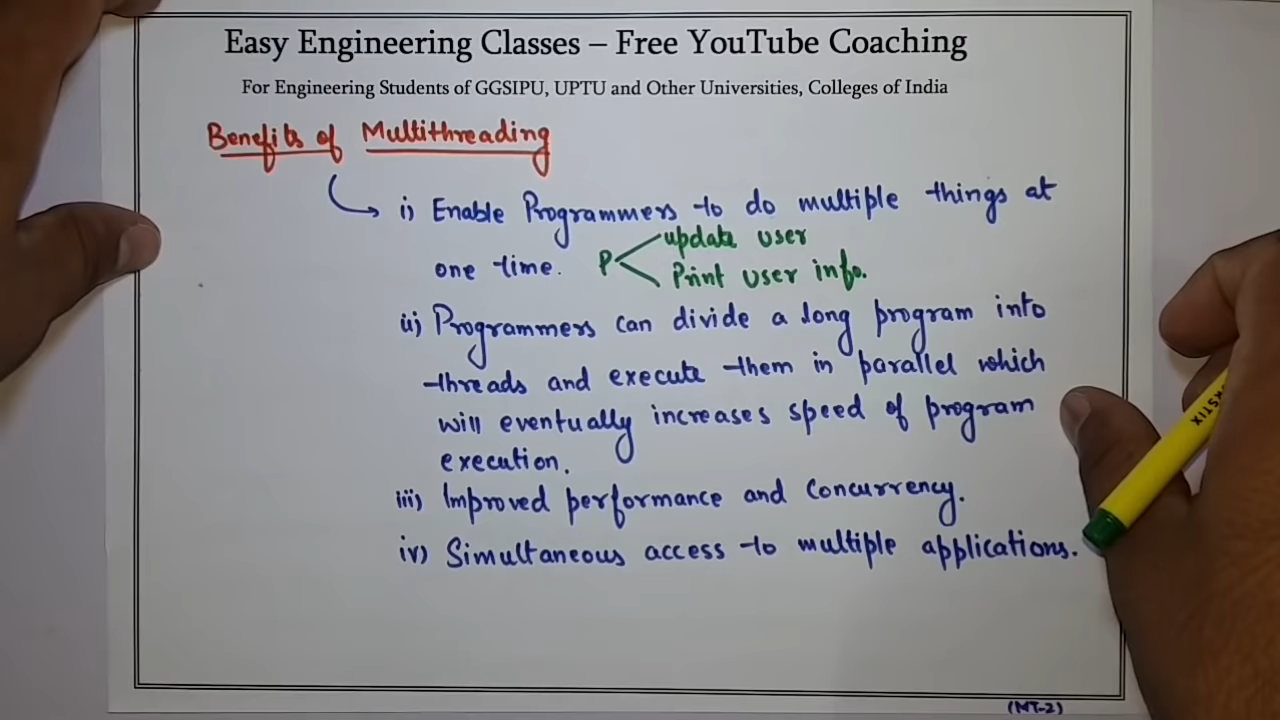 Easy Engineering Classes – Free YouTube Coaching
For Engineering Students of GGSIPU, UPTU and Other Universities, Colleges of India
Benefits of Multithreading
i) Enable Programmers to do multiple things at
one time. P update user
Print user info.
ii) Programmers can divide a long program into
threads and execute them in parallel which
will eventually increases speed of program
execution.
iii) Improved performance and Concurrency.
iv) Simultaneous access to multiple applications.
(MT-2)